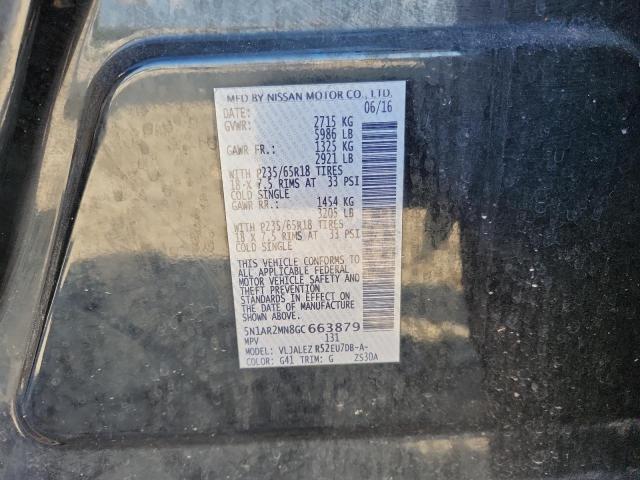 MFD BY NISSAN MOTOR CO., LTD.
DATE: 06/16
GVWR: 2715 KG
5986 LB
GAWR FR.: 1325 KG
2921 LB
WITH P235/65R18 TIRES
18 X 7.5 RIMS AT 33 PSI
COLD SINGLE
GAWR RR.: 1454 KG
3205 LB
WITH P235/65R18 TIRES
18 X 7.5 RIMS AT 33 PSI
COLD SINGLE
THIS VEHICLE CONFORMS TO
ALL APPLICABLE FEDERAL
MOTOR VEHICLE SAFETY AND
THEFT PREVENTION
STANDARDS IN EFFECT ON
THE DATE OF MANUFACTURE
SHOWN ABOVE.
5N1AR2MN8GC663879
MPV 131
MODEL: VLJALEZ R52EU7DB-A-
COLOR: G41 TRIM: G ZS30A